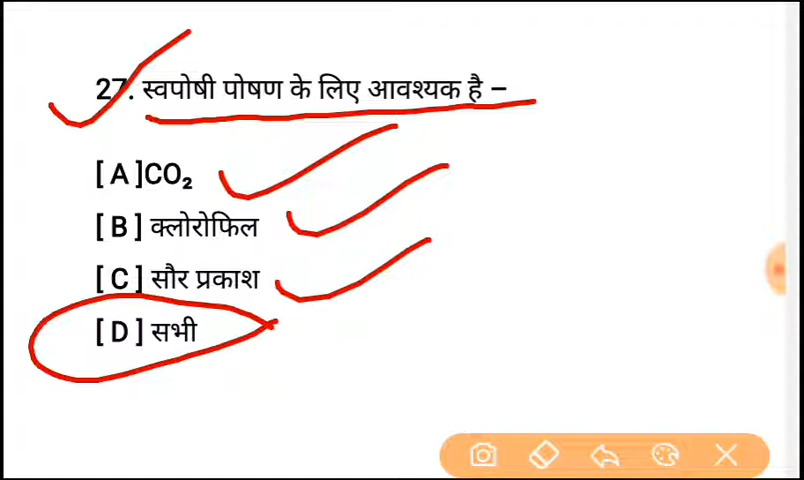 27. स्वपोषी पोषण के लिए आवश्यक है –
[ A ]CO₂
[ B ] क्लोरोफिल
[ C ] सौर प्रकाश
[ D ] सभी